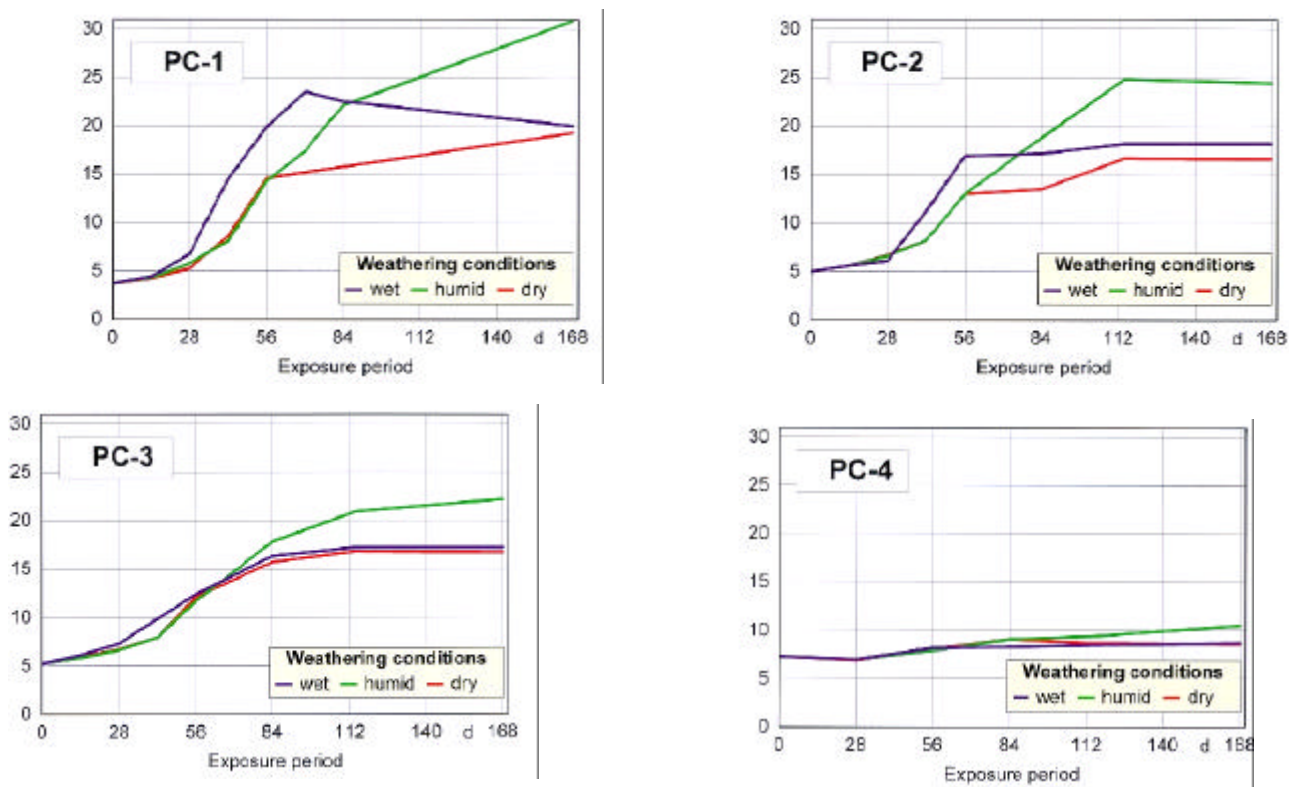 30
PC-1
25
20
15
10
5
0
Weathering conditions
wet humid dry
0 28 56 84 112 140 d 168
Exposure period
30
PC-2
25
20
15
10
5
0
Weathering conditions
wet humid dry
0 28 56 84 112 140 d 168
Exposure period
30
PC-3
25
20
15
10
5
0
Weathering conditions
wet humid dry
0 28 56 84 112 140 d 168
Exposure period
30
PC-4
25
20
15
10
5
0
Weathering conditions
wet humid dry
0 28 56 84 112 140 d 168
Exposure period